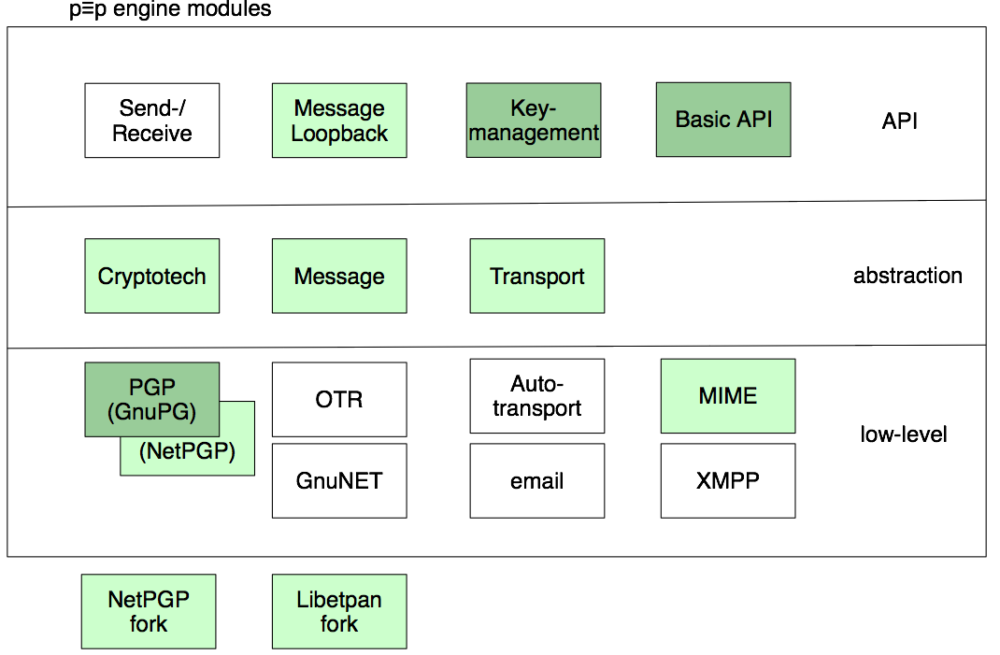 p≡p engine modules
Send-/
Receive
Message
Loopback
Key-
management
Basic API
API
Cryptotech
Message
Transport
abstraction
PGP
(GnuPG)
(NetPGP)
OTR
Auto-
transport
MIME
low-level
GnuNET
email
XMPP
NetPGP
fork
Libetpan
fork